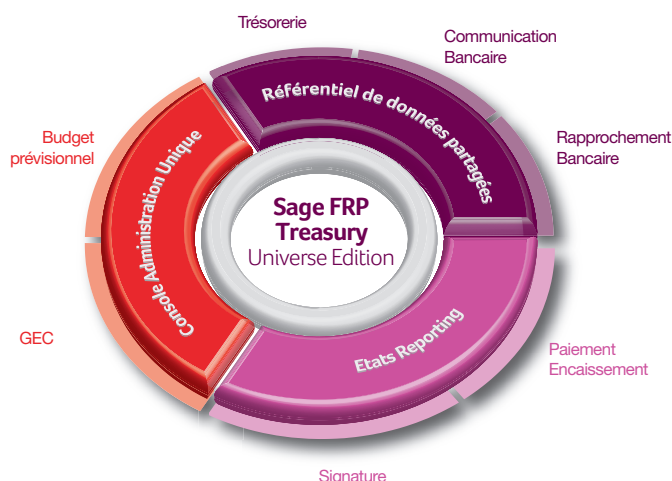 Trésorerie
Communication
Bancaire
Référentiel de données partagées
Budget
prévisionnel
Console Administration Unique
Rapprochement
Bancaire
Sage FRP
Treasury
Universe Edition
GEC
Etats Reporting
Paiement
Encaissement
Signature